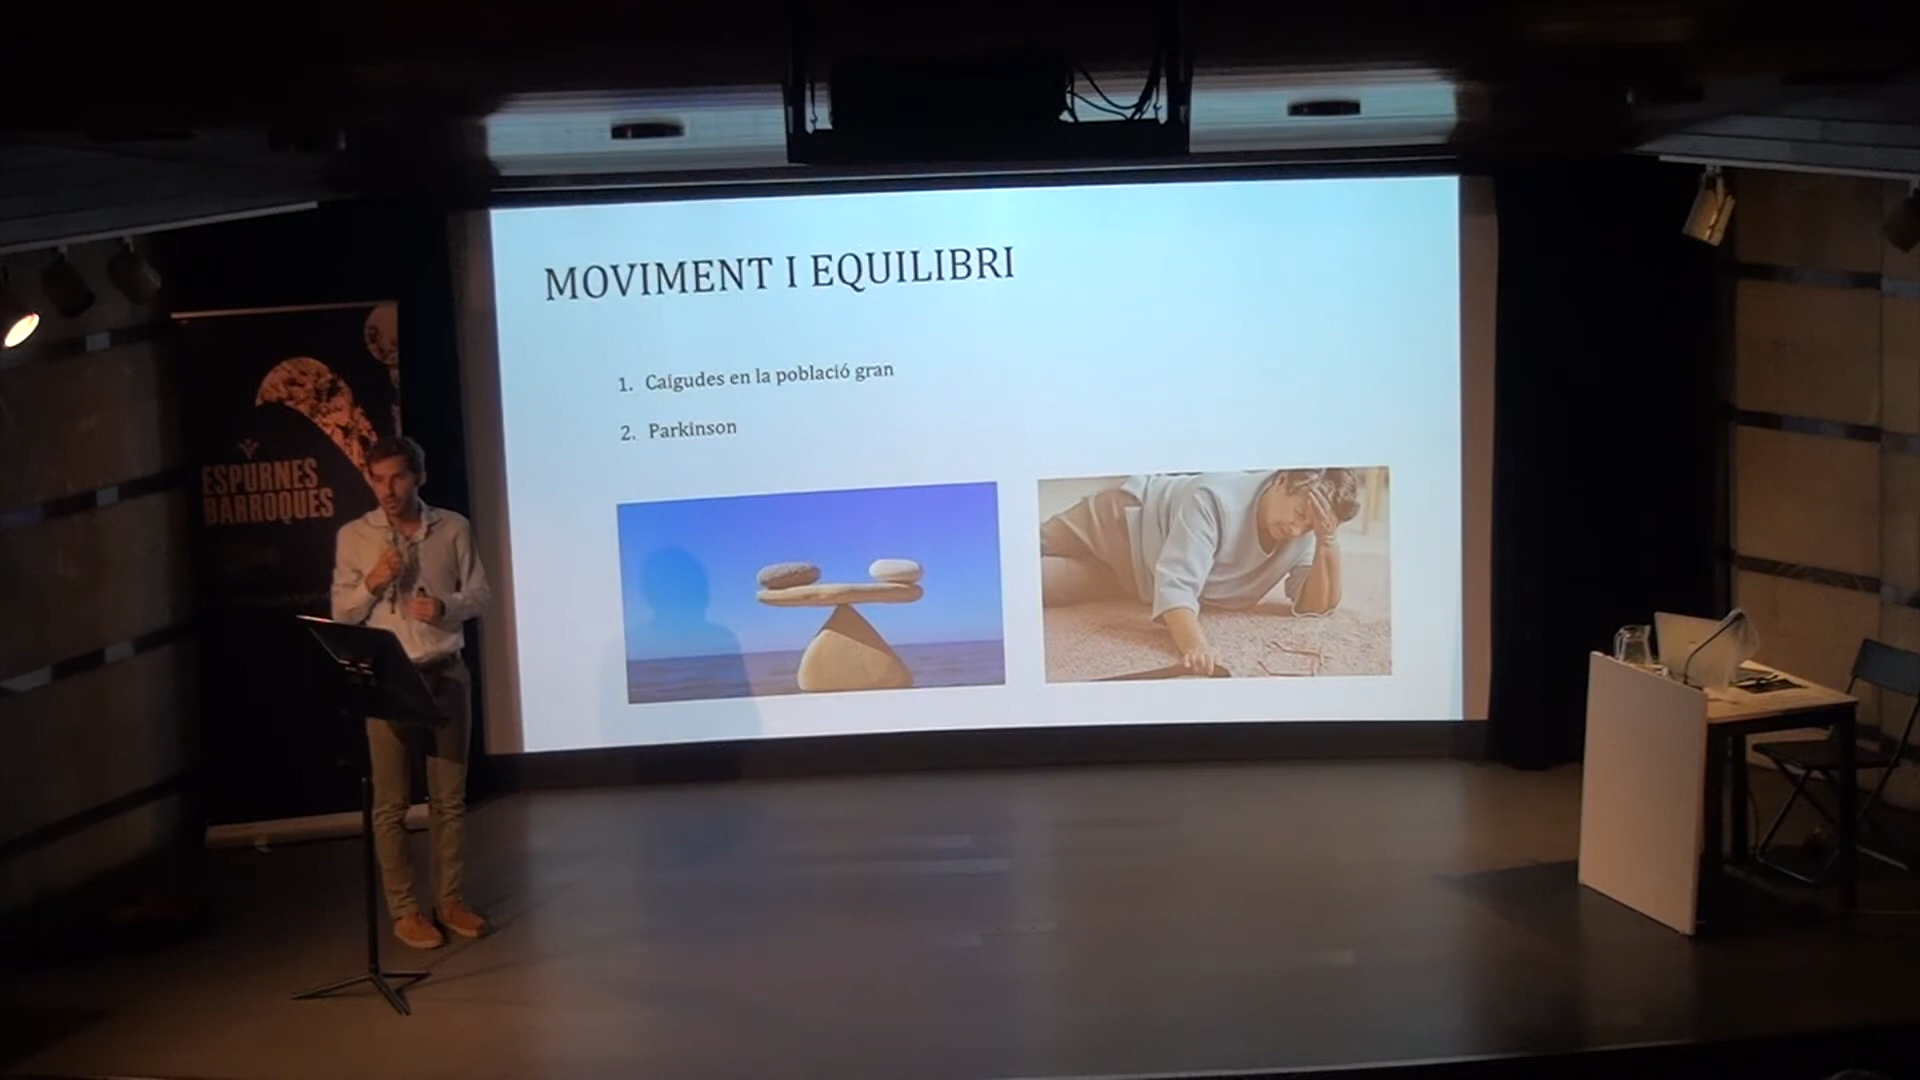 MOVIMENT I EQUILIBRI
1. Caigudes en la població gran
2. Parkinson
ESPURNES
BARROQUES